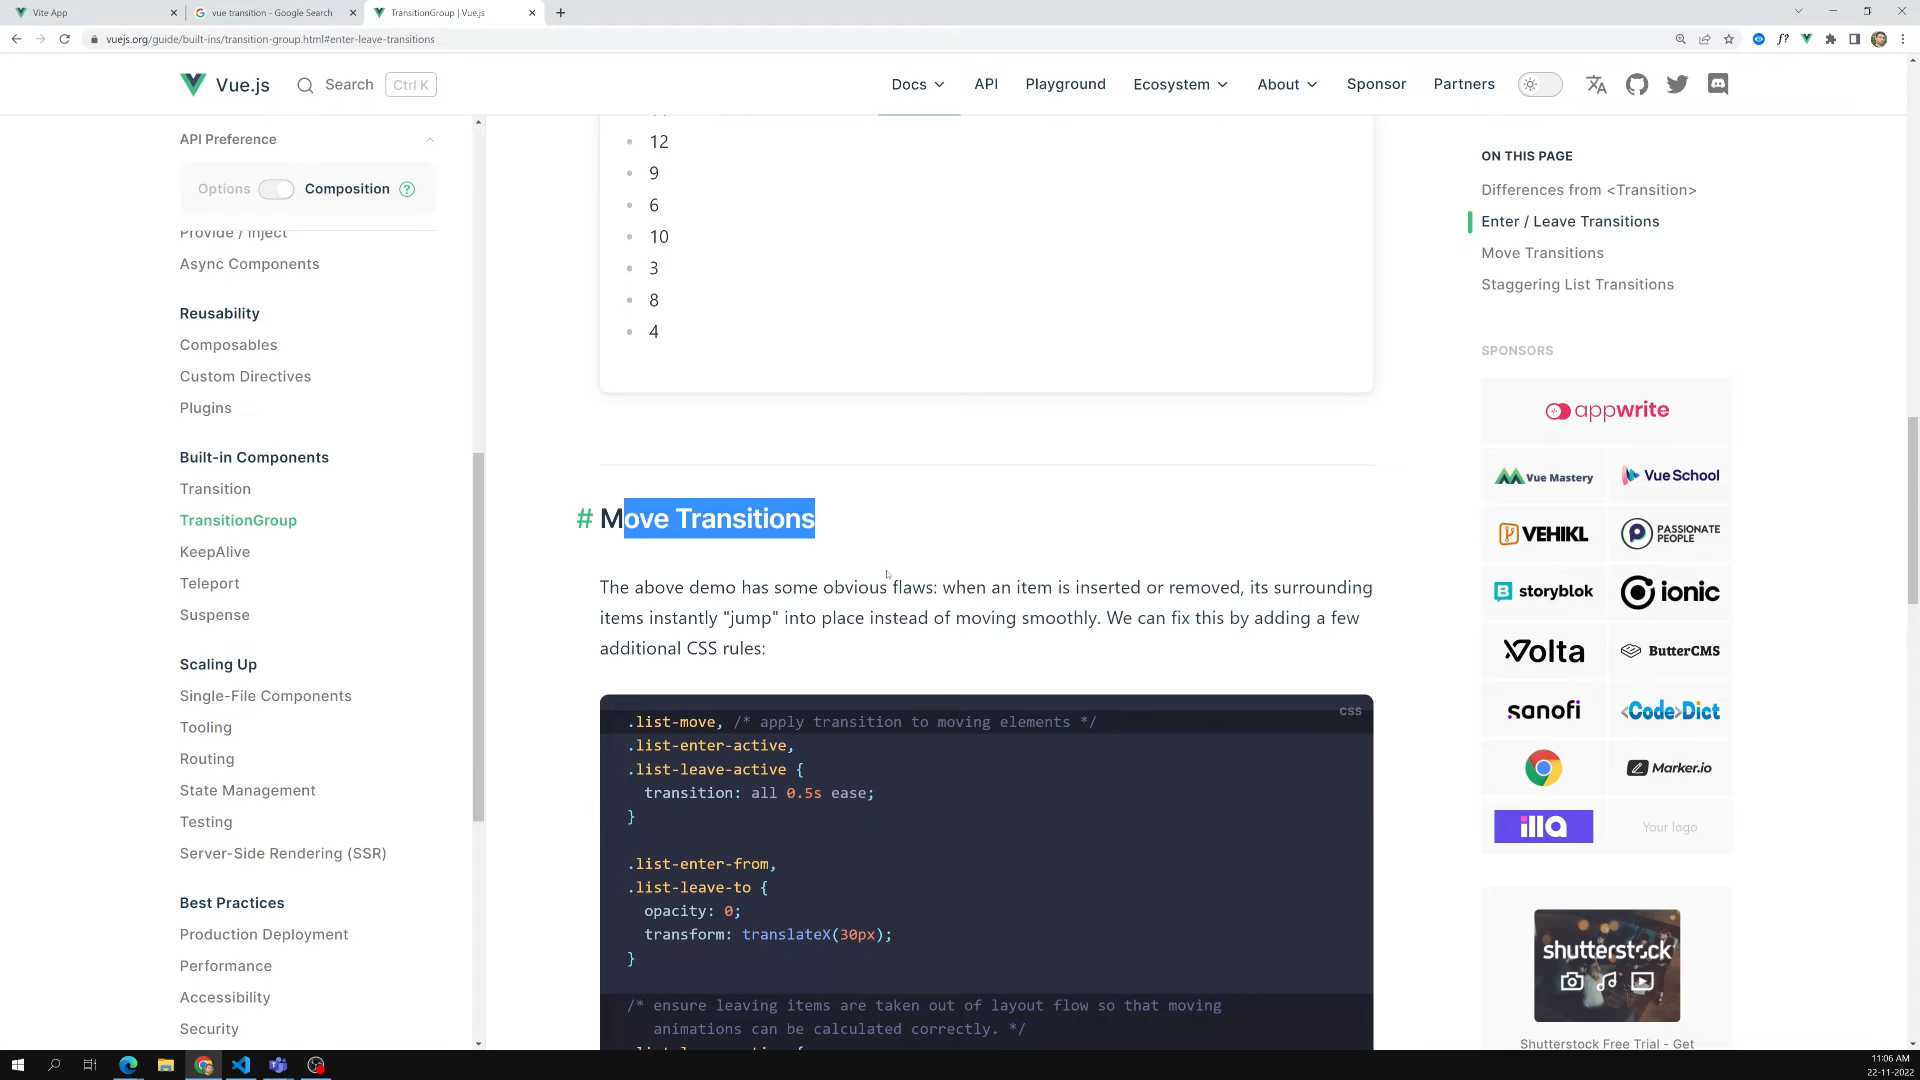 Vite App
vue transition - Google Search
TransitionGroup | Vue.js
vuejs.org/guide/built-ins/transition-group.html#enter-leave-transitions
f?
Vue.js
Search
Ctrl K
Docs
API
Playground
Ecosystem
About
Sponsor
Partners
API Preference
Options
Composition
?
Provide / Inject
Async Components
Reusability
Composables
Custom Directives
Plugins
Built-in Components
Transition
TransitionGroup
KeepAlive
Teleport
Suspense
Scaling Up
Single-File Components
Tooling
Routing
State Management
Testing
Server-Side Rendering (SSR)
Best Practices
Production Deployment
Performance
Accessibility
Security
12
9
6
10
3
8
4
# Move Transitions
The above demo has some obvious flaws: when an item is inserted or removed, its surrounding
items instantly "jump" into place instead of moving smoothly. We can fix this by adding a few
additional CSS rules:
css
.list-move, /* apply transition to moving elements */
.list-enter-active,
.list-leave-active {
transition: all 0.5s ease;
}
.list-enter-from,
.list-leave-to {
opacity: 0;
transform: translateX(30px);
}
/* ensure leaving items are taken out of layout flow so that moving
animations can be calculated correctly. */
ON THIS PAGE
Differences from <Transition>
Enter / Leave Transitions
Move Transitions
Staggering List Transitions
SPONSORS
appwrite
Vue Mastery
Vue School
VEHIKL
PASSIONATE
PEOPLE
storyblok
ionic
Volta
ButterCMS
sanofi
<Code>Dict
Marker.io
illa
Your logo
shutterstock
Shutterstock Free Trial - Get
11:06 AM
22-11-2022